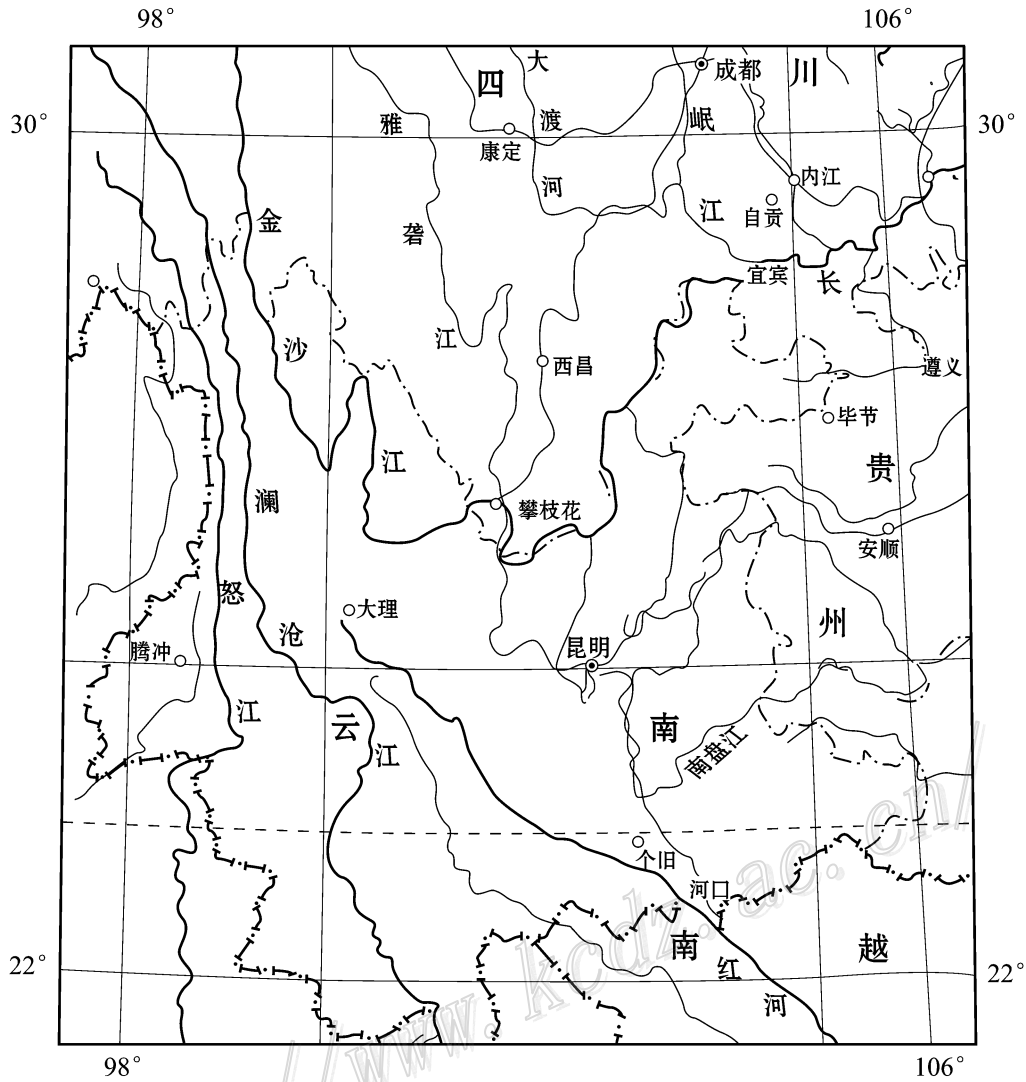 98°
106°
四
大
成都
川
30°
雅
渡
岷
30°
康定
河
内江
金
砻
江
自贡
宜宾
长
沙
江
西昌
遵义
毕节
江
贵
澜
攀枝花
安顺
怒
大理
沧
州
昆明
腾冲
江
云
江
南
南盘江
个旧
河口
南
越
22°
红
22°
河
98°
106°
//www.kcdz.ac.cn/
江